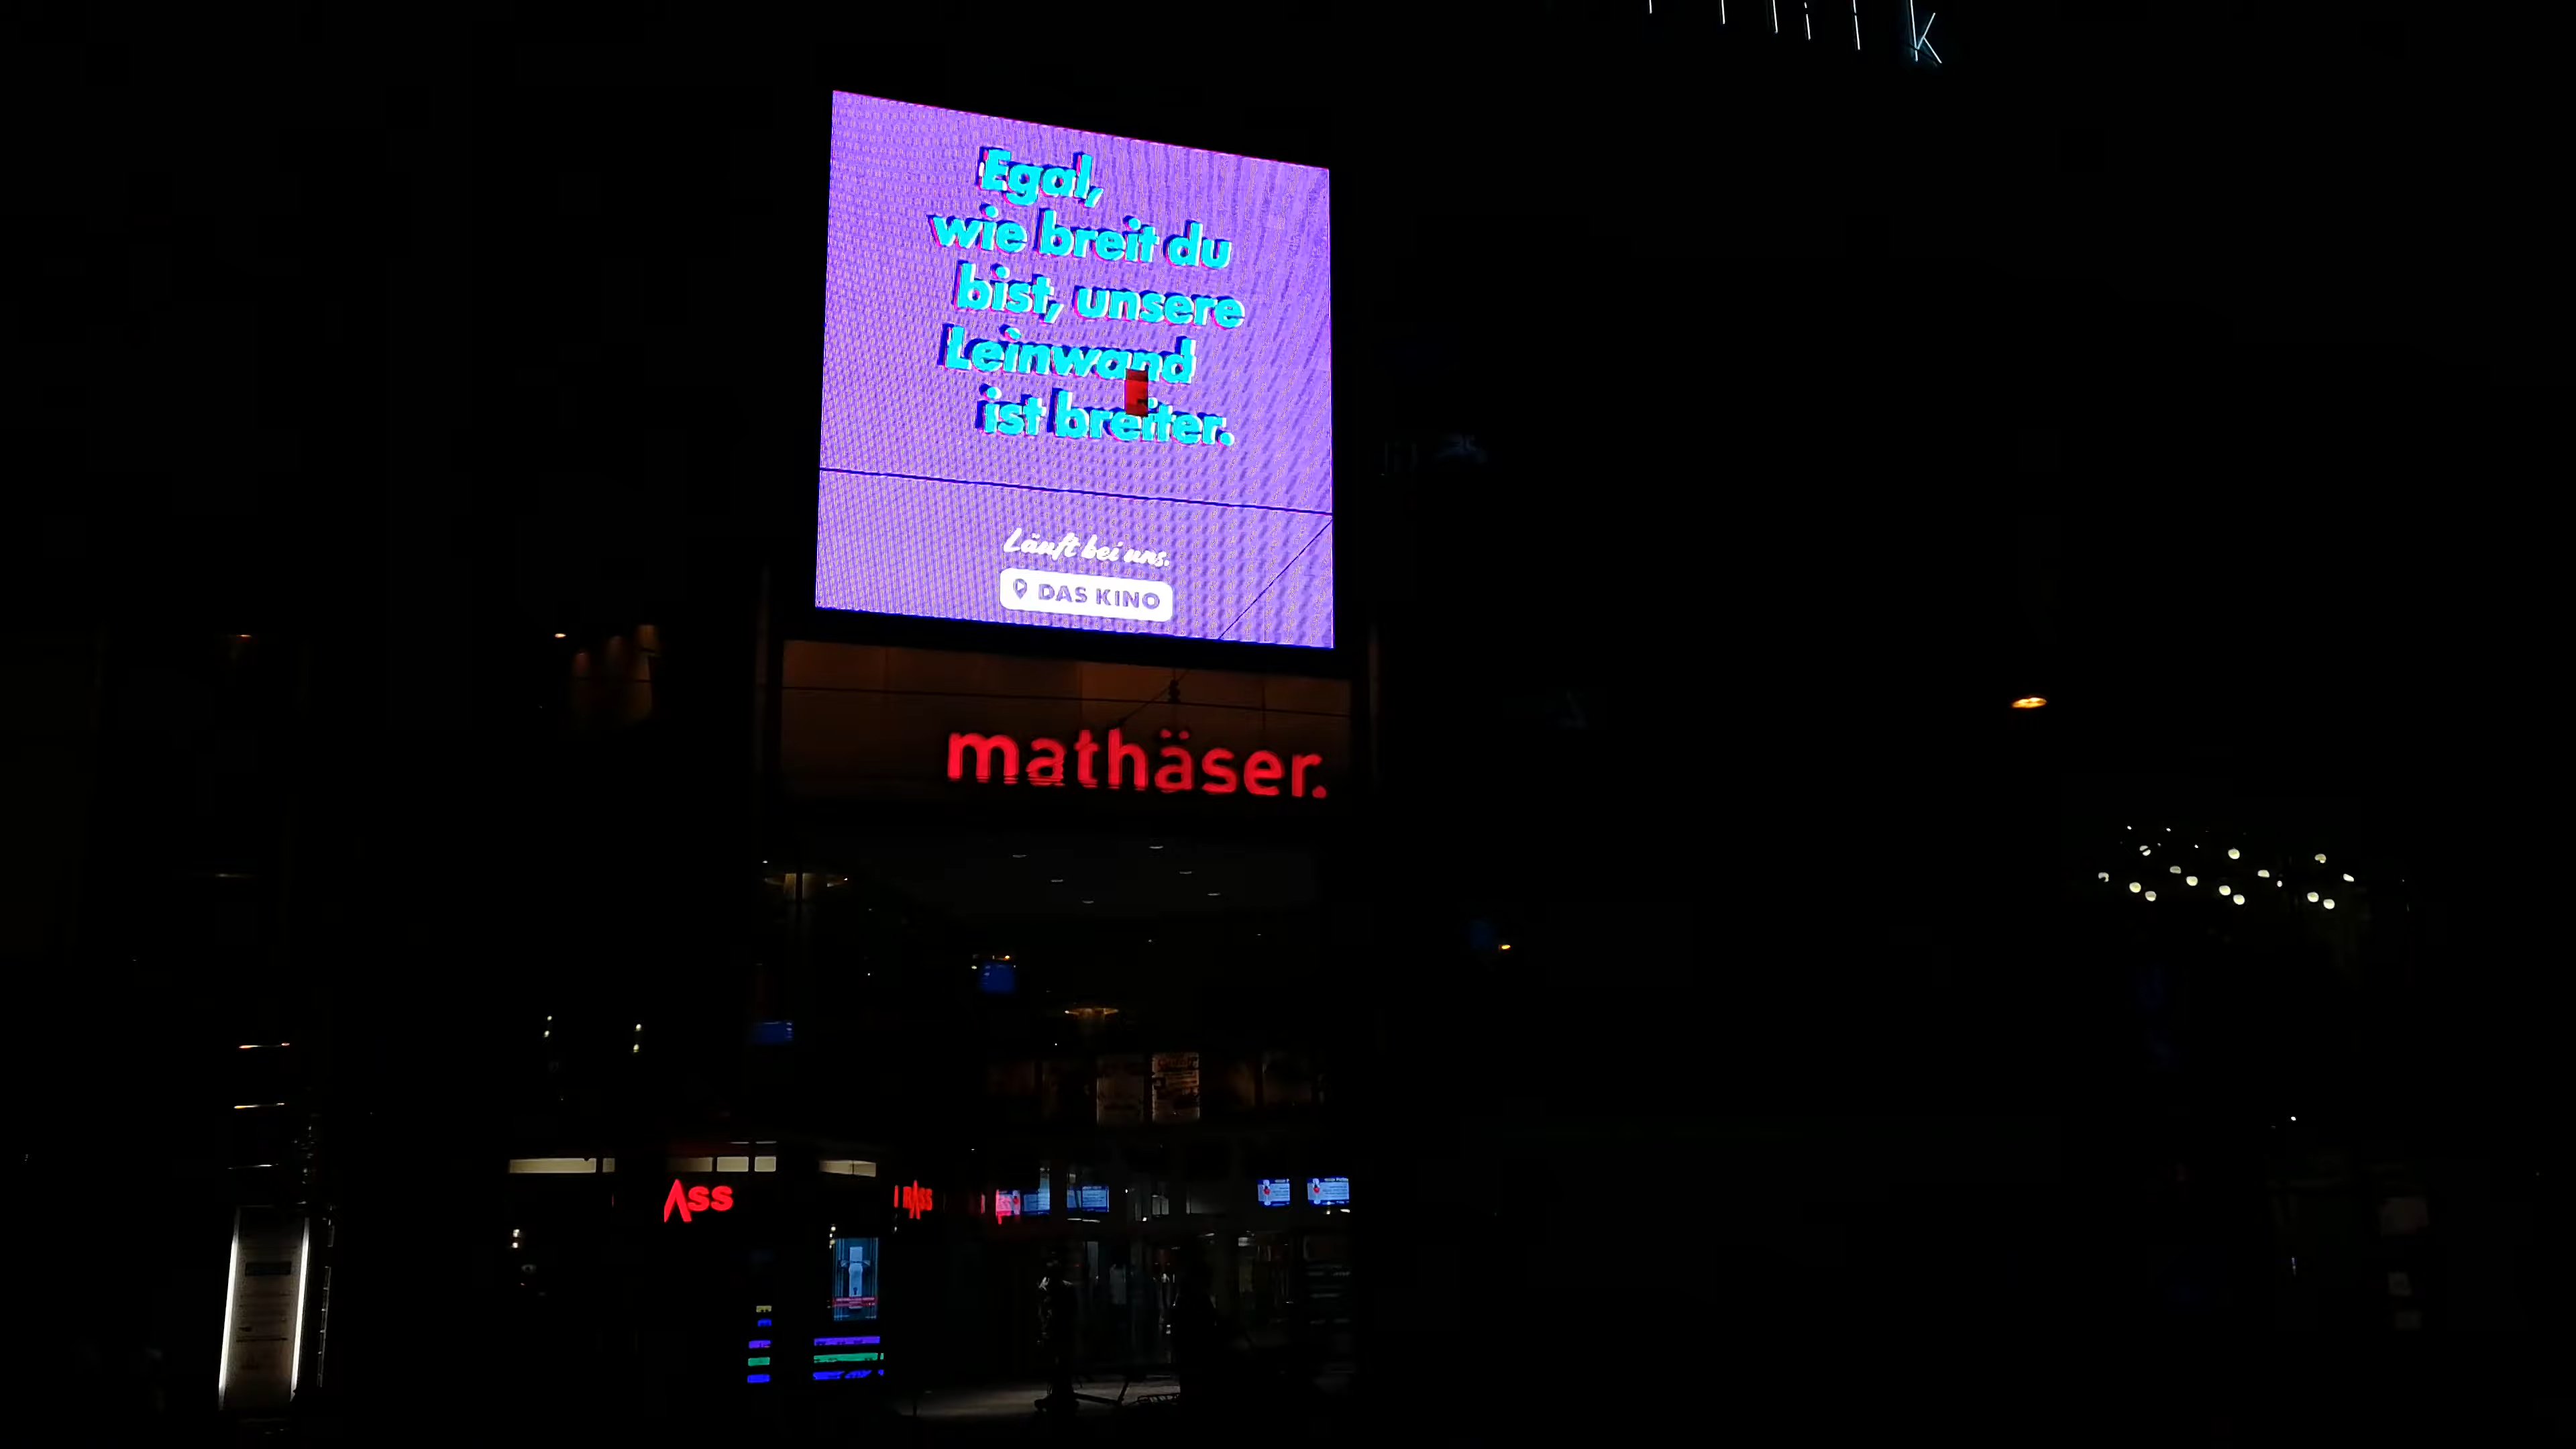 k
Egal,
wie breit du
bist, unsere
Leinwand
ist breiter.
Läuft bei uns.
DAS KINO
mathäser.
Ass